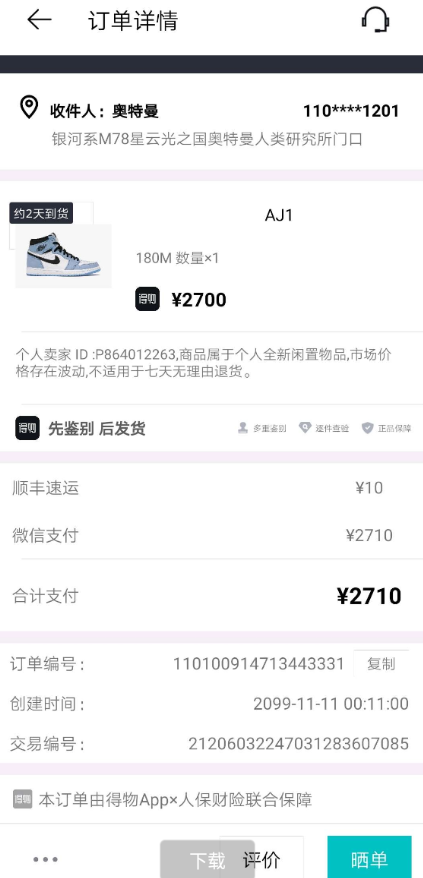 订单详情
收件人：奥特曼 110****1201
银河系M78星云光之国奥特曼人类研究所门口
约2天到货
AJ1
180M 数量×1
得物 ¥2700
个人卖家 ID :P864012263,商品属于个人全新闲置物品,市场价
格存在波动,不适用于七天无理由退货。
得物 先鉴别 后发货 多重鉴别 逐件查验 正品保障
顺丰速运 ¥10
微信支付 ¥2710
合计支付 ¥2710
订单编号： 110100914713443331 复制
创建时间： 2099-11-11 00:11:00
交易编号： 21206032247031283607085
得物 本订单由得物App×人保财险联合保障
下载 评价 晒单